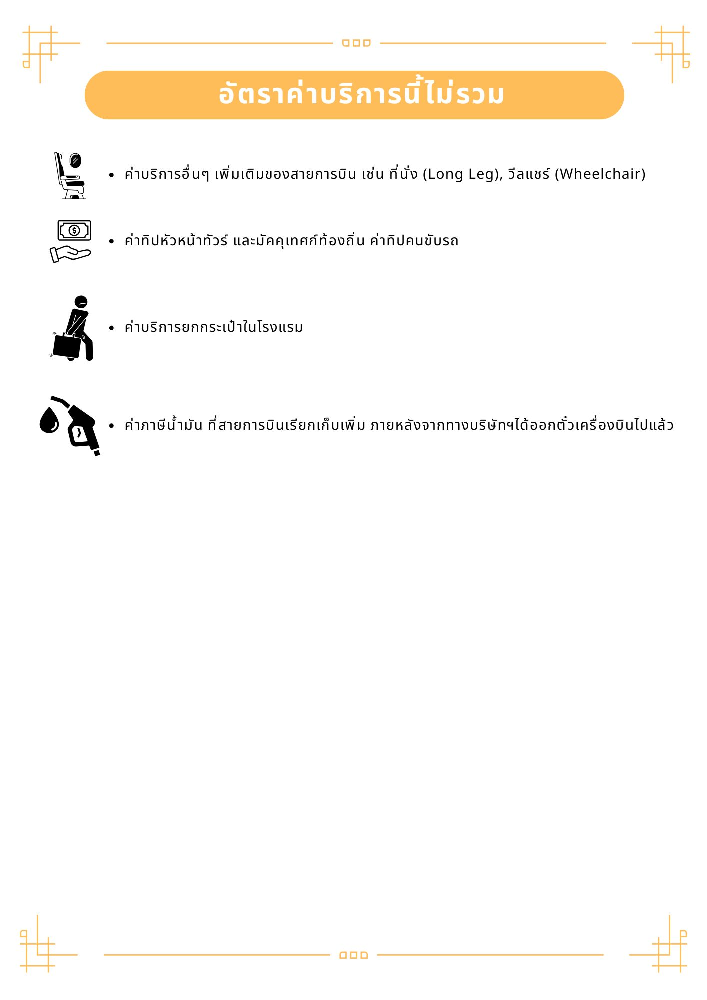 อัตราค่าบริการนี้ไม่รวม
• ค่าบริการอื่นๆ เพิ่มเติมของสายการบิน เช่น ที่นั่ง (Long Leg), วีลแชร์ (Wheelchair)
• ค่าทิปหัวหน้าทัวร์ และมัคคุเทศก์ท้องถิ่น ค่าทิปคนขับรถ
• ค่าบริการยกกระเป๋าในโรงแรม
• ค่าภาษีน้ำมัน ที่สายการบินเรียกเก็บเพิ่ม ภายหลังจากทางบริษัทฯได้ออกตั๋วเครื่องบินไปแล้ว